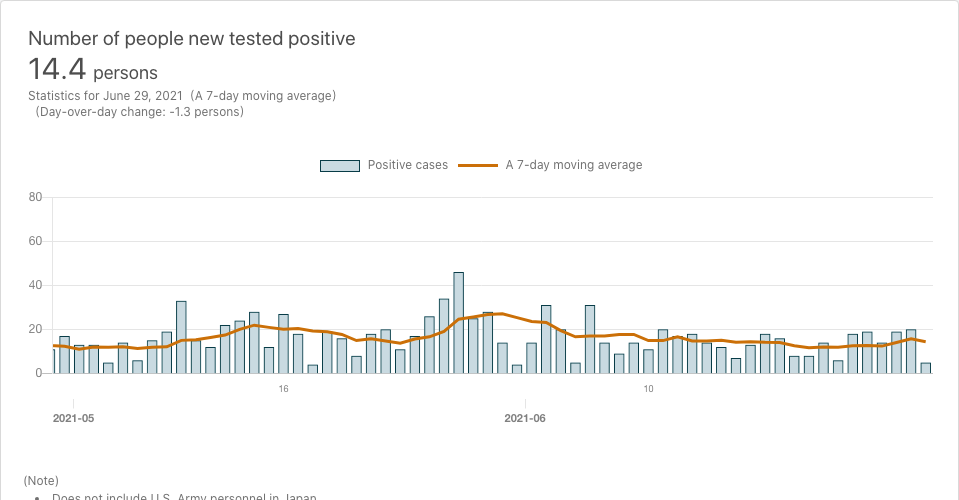 Number of people new tested positive
14.4 persons
Statistics for June 29, 2021 (A 7-day moving average)
(Day-over-day change: -1.3 persons)
Positive cases A 7-day moving average
80
60
40
20
0
16 10
2021-05 2021-06
(Note)
• Does not include U.S. Army personnel in Japan